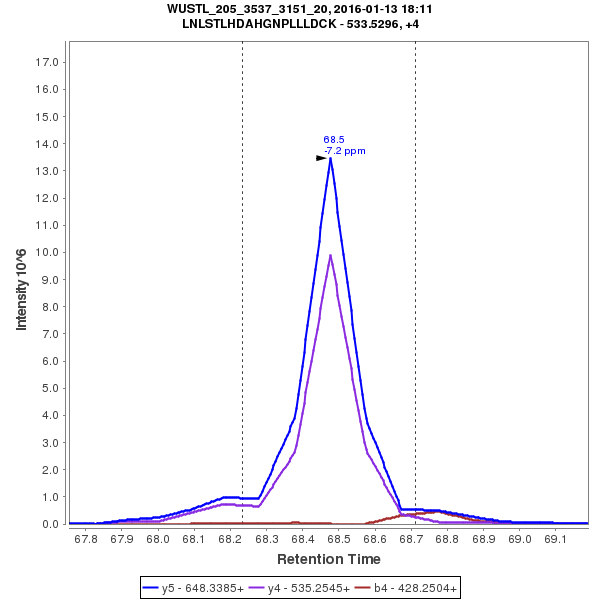 WUSTL_205_3537_3151_20, 2016-01-13 18:11
LNLSTLHDAHGNPLLLDCK - 533.5296, +4
17.0
16.0
15.0
14.0
13.0
12.0
11.0
10.0
9.0
8.0
7.0
6.0
5.0
4.0
3.0
2.0
1.0
0.0
Intensity 10^6
68.5
-7.2 ppm
67.8 67.9 68.0 68.1 68.2 68.3 68.4 68.5 68.6 68.7 68.8 68.9 69.0 69.1
Retention Time
y5 - 648.3385+ y4 - 535.2545+ b4 - 428.2504+